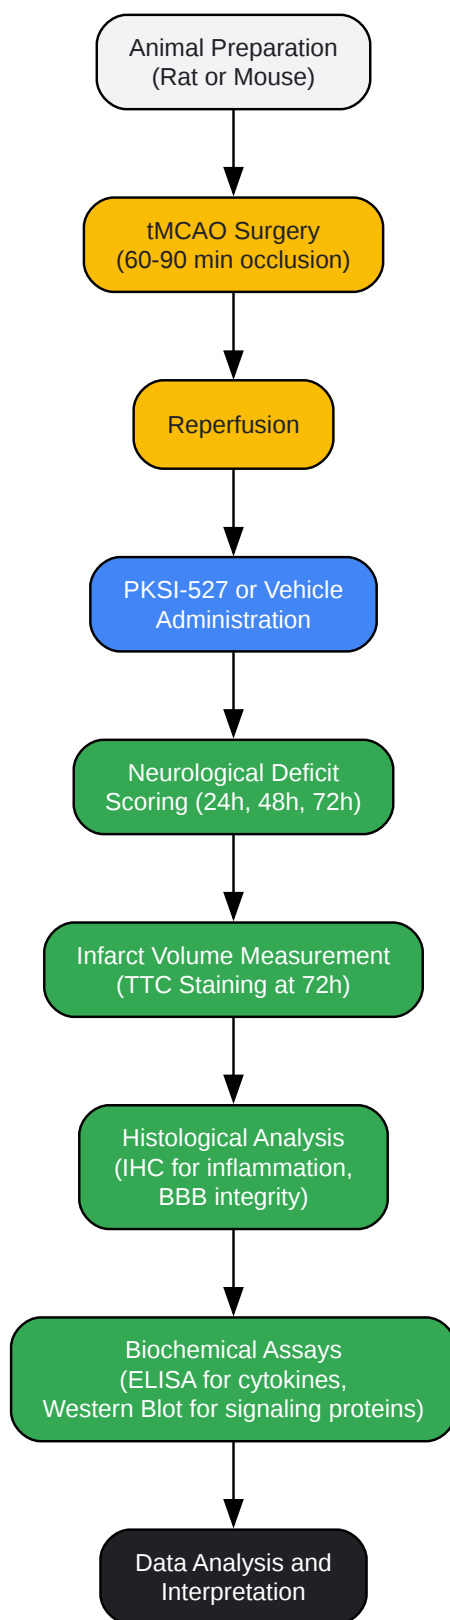 Animal Preparation
(Rat or Mouse)
tMCAO Surgery
(60-90 min occlusion)
Reperfusion
PKSI-527 or Vehicle
Administration
Neurological Deficit
Scoring (24h, 48h, 72h)
Infarct Volume Measurement
(TTC Staining at 72h)
Histological Analysis
(IHC for inflammation,
BBB integrity)
Biochemical Assays
(ELISA for cytokines,
Western Blot for signaling proteins)
Data Analysis and
Interpretation